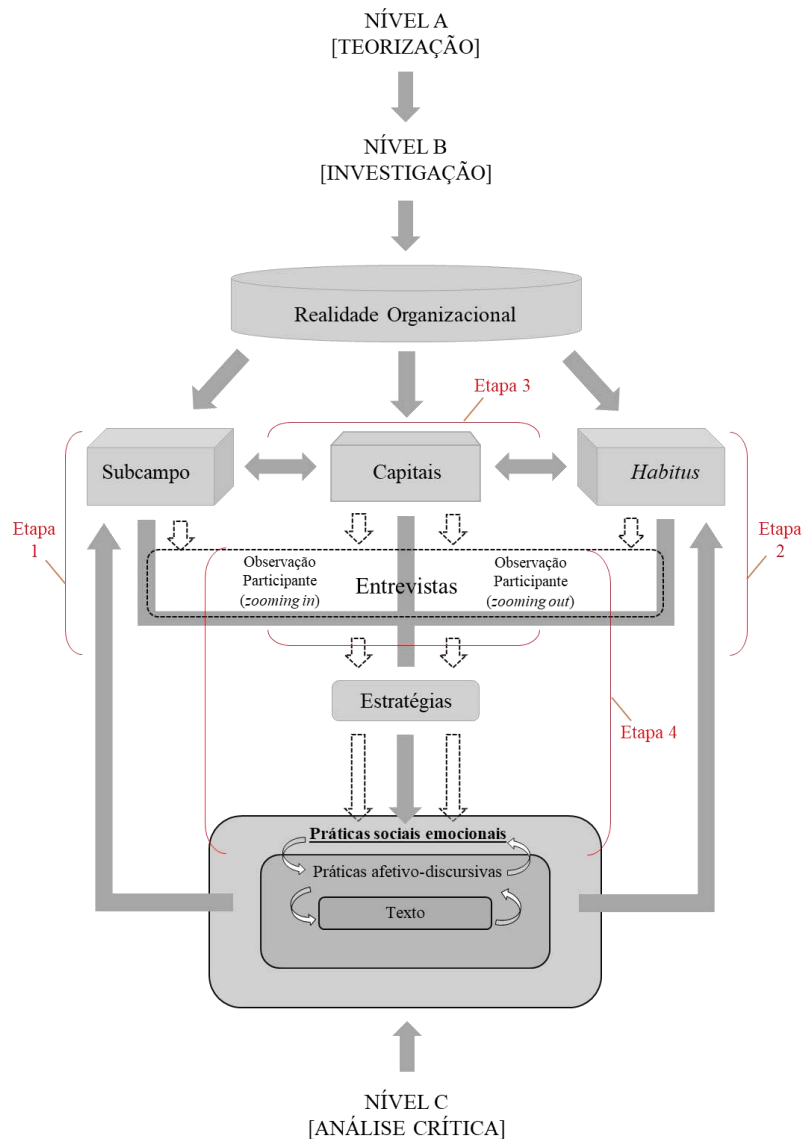 NÍVEL A
[TEORIZAÇÃO]
NÍVEL B
[INVESTIGAÇÃO]
Realidade Organizacional
Etapa 3
Subcampo
Capitais
Habitus
Etapa
1
Etapa
2
Observação
Participante
(zooming in)
Entrevistas
Observação
Participante
(zooming out)
Estratégias
Etapa 4
Práticas sociais emocionais
Práticas afetivo-discursivas
Texto
NÍVEL C
[ANÁLISE CRÍTICA]